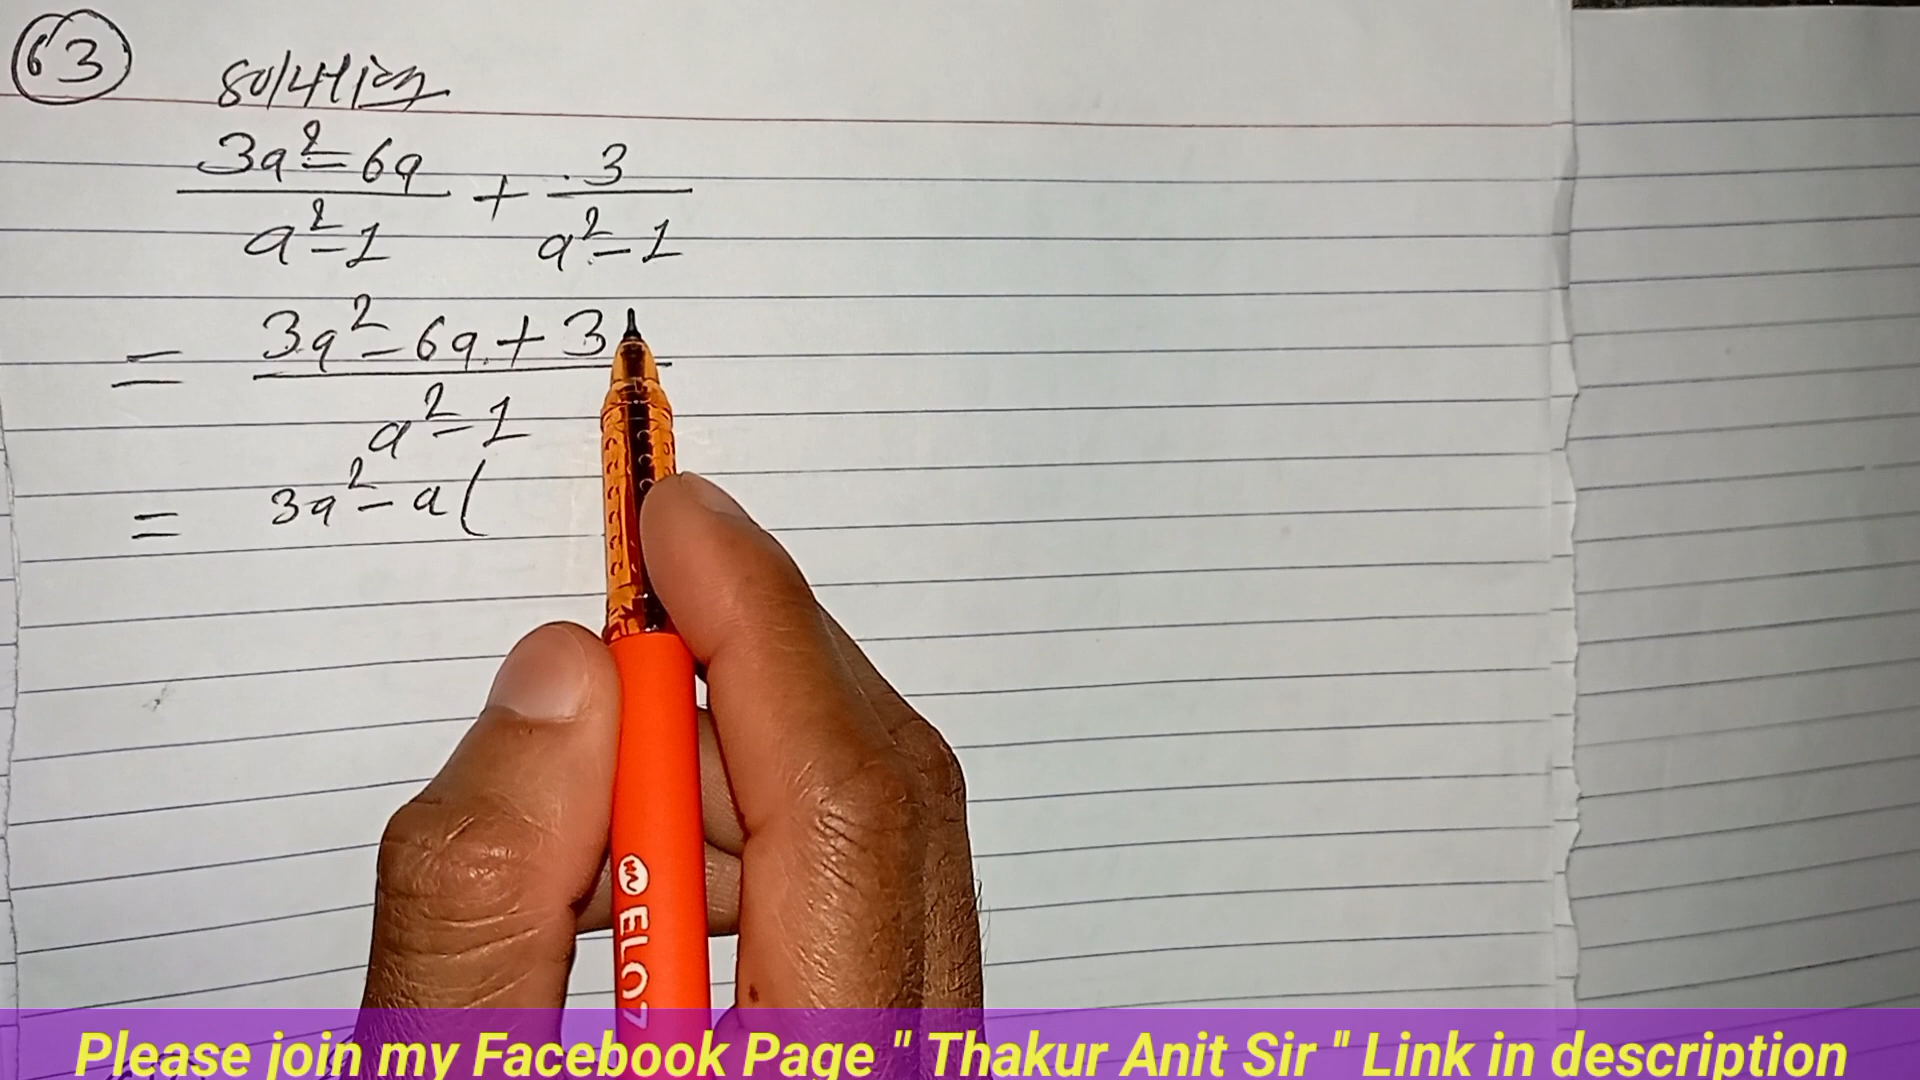 63 solution
3a² - 6a / a² - 1 + 3 / a² - 1
= 3a² - 6a + 3 / a² - 1
= 3a² - a(
ELO7
Please join my Facebook Page " Thakur Anit Sir " Link in description